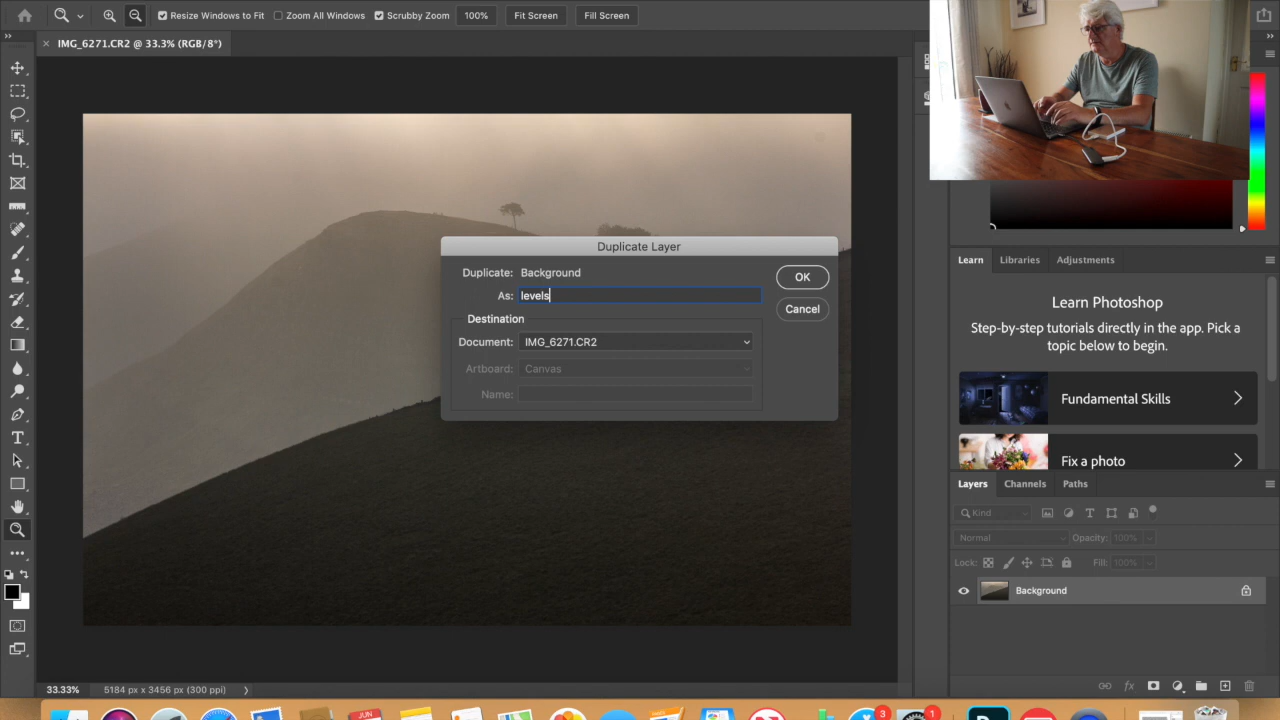 Resize Windows to Fit Zoom All Windows Scrubby Zoom 100% Fit Screen Fill Screen
IMG_6271.CR2 @ 33.3% (RGB/8*)
Duplicate Layer
Duplicate: Background
As: levels
Destination
Document: IMG_6271.CR2
Artboard: Canvas
Name:
OK
Cancel
Learn Libraries Adjustments
Learn Photoshop
Step-by-step tutorials directly in the app. Pick a
topic below to begin.
Fundamental Skills
Fix a photo
Layers Channels Paths
Kind
Normal Opacity: 100%
Lock: Fill: 100%
Background
33.33% 5184 px x 3456 px (300 ppi)
JUN 3 1